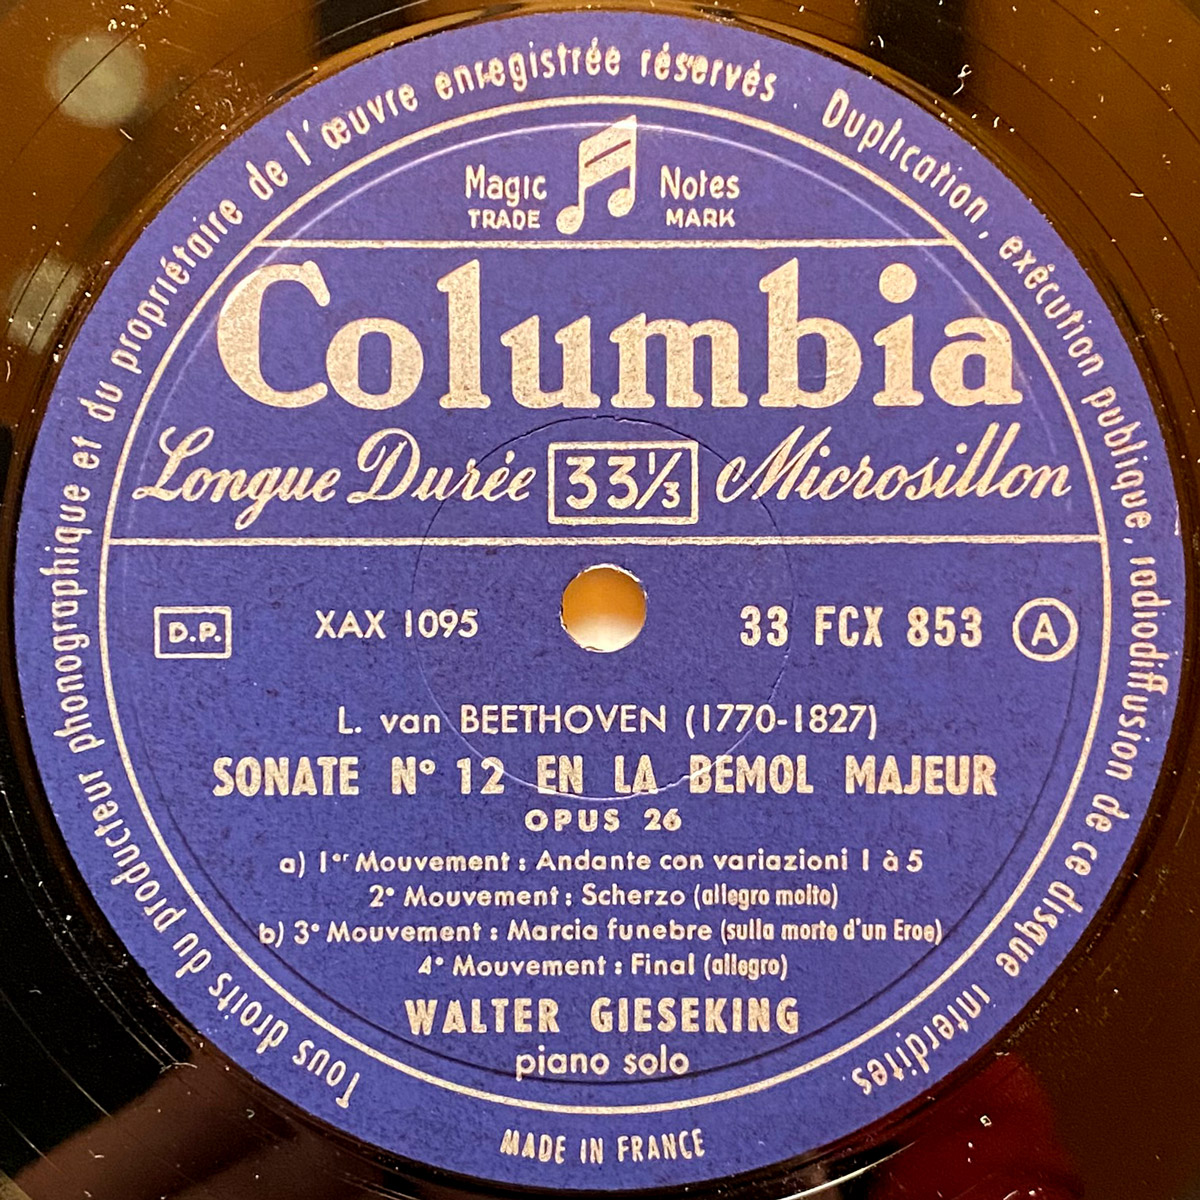 Tous droits du producteur phonographique et du propriétaire de l'œuvre enregistrée réservés. Duplication, exécution publique, radiodiffusion de ce disque interdites
Magic Notes
TRADE MARK
Columbia
Longue Durée 33⅓ Microsillon
D.P. XAX 1095 33 FCX 853 A
L. van BEETHOVEN (1770-1827)
SONATE N° 12 EN LA BEMOL MAJEUR
OPUS 26
a) 1er Mouvement : Andante con variazioni 1 à 5
2e Mouvement : Scherzo (allegro molto)
b) 3e Mouvement : Marcia funebre (sulla morte d'un Eroe)
4e Mouvement : Final (allegro)
WALTER GIESEKING
piano solo
MADE IN FRANCE